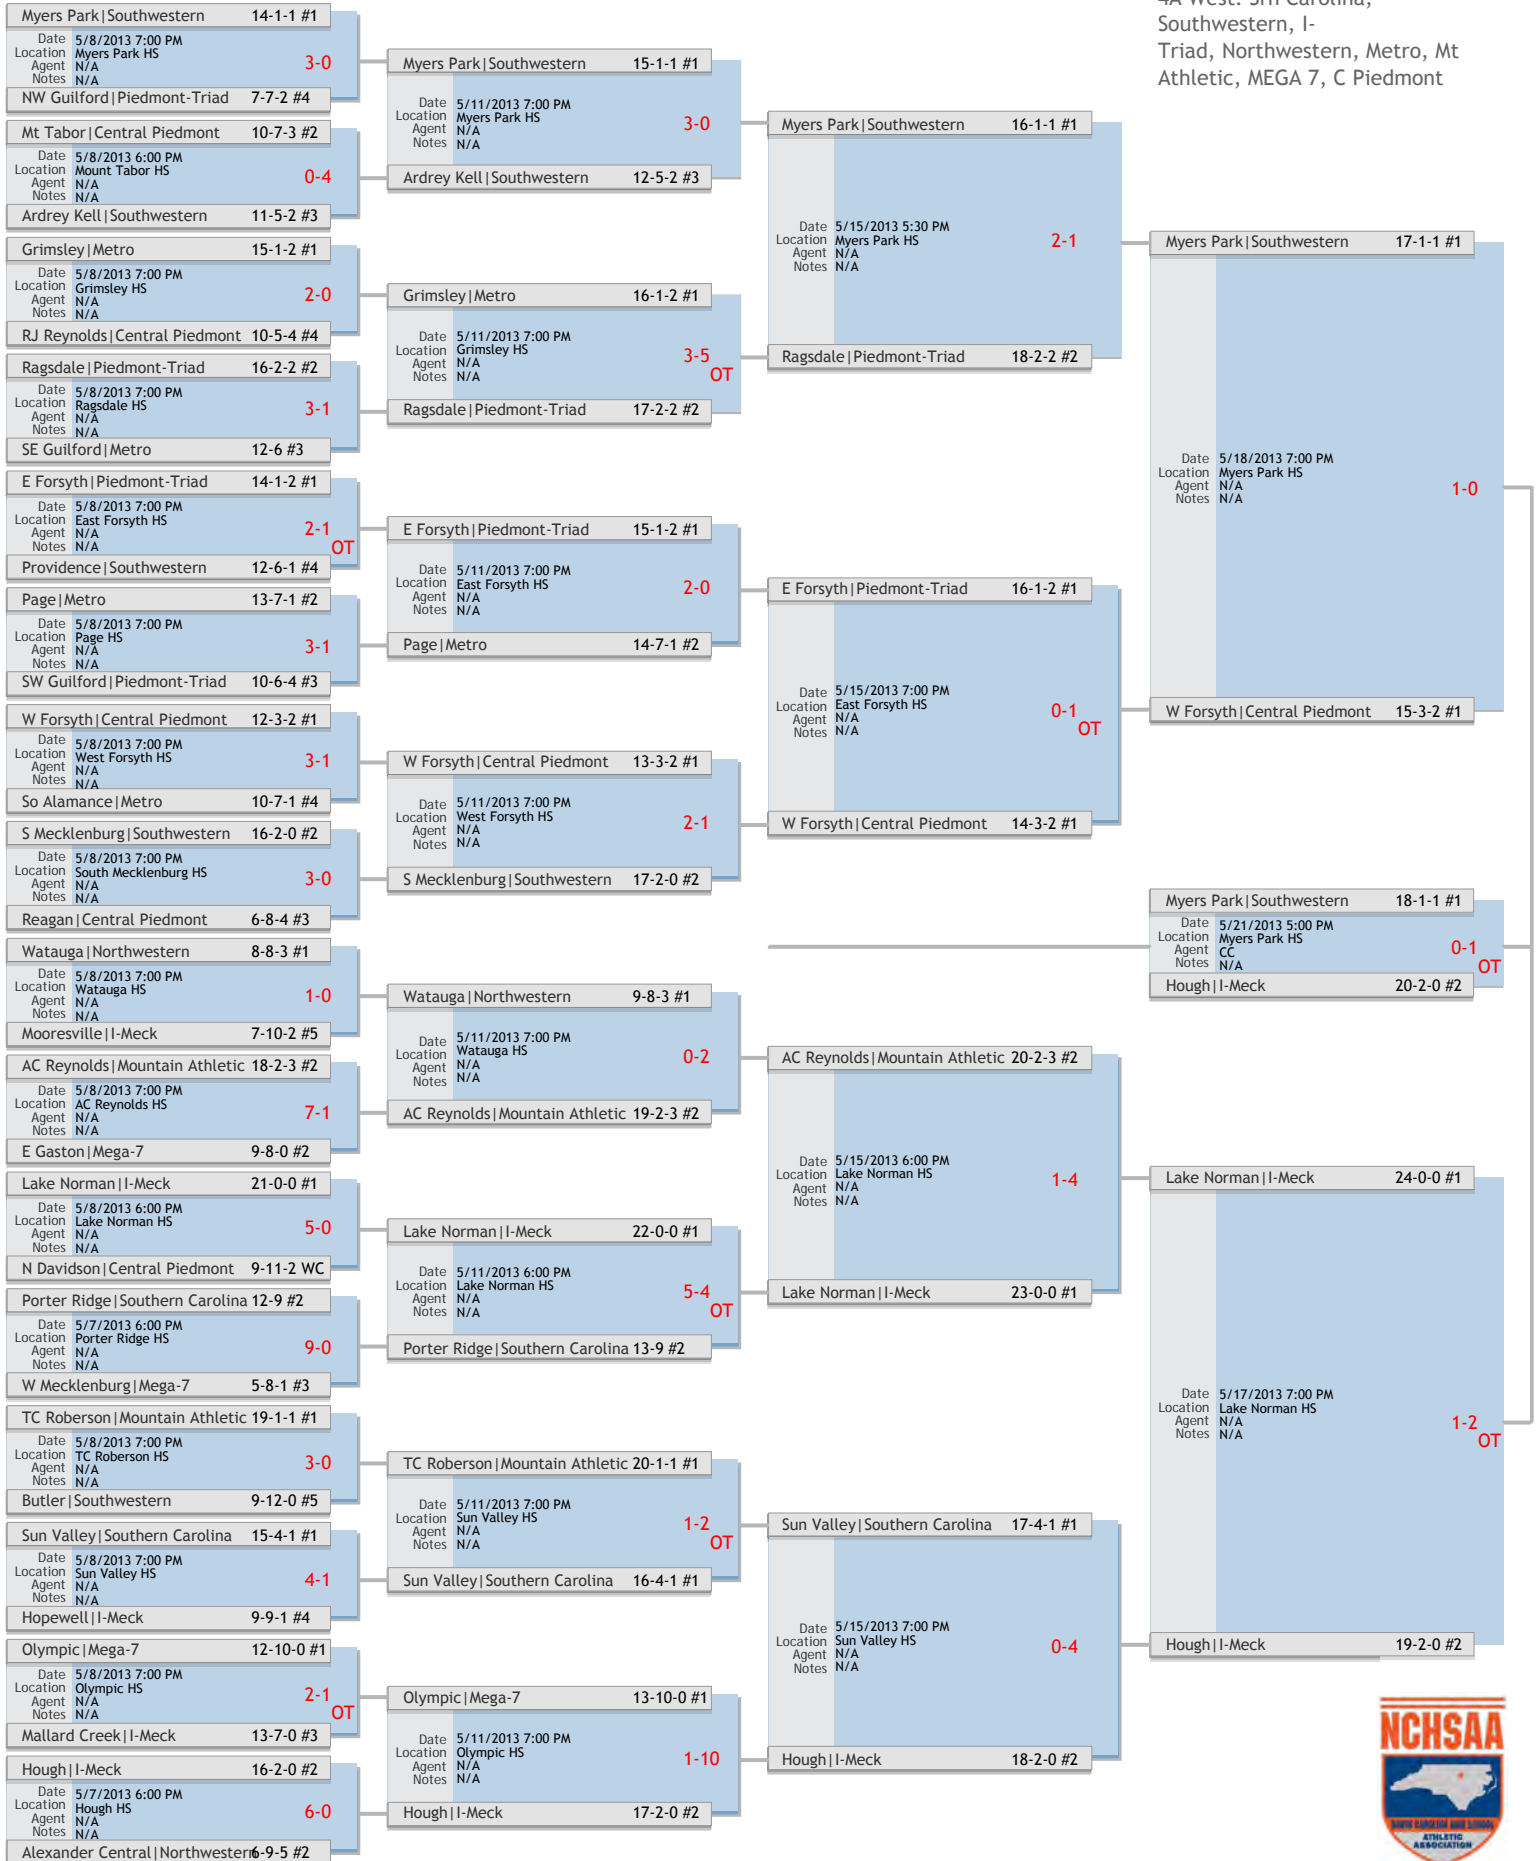 4A West: Srn Carolina,
Southwestern, I-
Triad, Northwestern, Metro, Mt
Athletic, MEGA 7, C Piedmont
Myers Park|Southwestern 14-1-1 #1
Date 5/8/2013 7:00 PM
Location Myers Park HS
Agent N/A
Notes N/A
3-0
NW Guilford|Piedmont-Triad 7-7-2 #4
Mt Tabor|Central Piedmont 10-7-3 #2
Date 5/8/2013 6:00 PM
Location Mount Tabor HS
Agent N/A
Notes N/A
0-4
Ardrey Kell|Southwestern 11-5-2 #3
Grimsley|Metro 15-1-2 #1
Date 5/8/2013 7:00 PM
Location Grimsley HS
Agent N/A
Notes N/A
2-0
RJ Reynolds|Central Piedmont 10-5-4 #4
Ragsdale|Piedmont-Triad 16-2-2 #2
Date 5/8/2013 7:00 PM
Location Ragsdale HS
Agent N/A
Notes N/A
3-1
SE Guilford|Metro 12-6 #3
E Forsyth|Piedmont-Triad 14-1-2 #1
Date 5/8/2013 7:00 PM
Location East Forsyth HS
Agent N/A
Notes N/A
2-1
OT
Providence|Southwestern 12-6-1 #4
Page|Metro 13-7-1 #2
Date 5/8/2013 7:00 PM
Location Page HS
Agent N/A
Notes N/A
3-1
SW Guilford|Piedmont-Triad 10-6-4 #3
W Forsyth|Central Piedmont 12-3-2 #1
Date 5/8/2013 7:00 PM
Location West Forsyth HS
Agent N/A
Notes N/A
3-1
So Alamance|Metro 10-7-1 #4
S Mecklenburg|Southwestern 16-2-0 #2
Date 5/8/2013 7:00 PM
Location South Mecklenburg HS
Agent N/A
Notes N/A
3-0
Reagan|Central Piedmont 6-8-4 #3
Watauga|Northwestern 8-8-3 #1
Date 5/8/2013 7:00 PM
Location Watauga HS
Agent N/A
Notes N/A
1-0
Mooresville|I-Meck 7-10-2 #5
AC Reynolds|Mountain Athletic 18-2-3 #2
Date 5/8/2013 7:00 PM
Location AC Reynolds HS
Agent N/A
Notes N/A
7-1
E Gaston|Mega-7 9-8-0 #2
Lake Norman|I-Meck 21-0-0 #1
Date 5/8/2013 6:00 PM
Location Lake Norman HS
Agent N/A
Notes N/A
5-0
N Davidson|Central Piedmont 9-11-2 WC
Porter Ridge|Southern Carolina 12-9 #2
Date 5/7/2013 6:00 PM
Location Porter Ridge HS
Agent N/A
Notes N/A
9-0
W Mecklenburg|Mega-7 5-8-1 #3
TC Roberson|Mountain Athletic 19-1-1 #1
Date 5/8/2013 7:00 PM
Location TC Roberson HS
Agent N/A
Notes N/A
3-0
Butler|Southwestern 9-12-0 #5
Sun Valley|Southern Carolina 15-4-1 #1
Date 5/8/2013 7:00 PM
Location Sun Valley HS
Agent N/A
Notes N/A
4-1
Hopewell|I-Meck 9-9-1 #4
Olympic|Mega-7 12-10-0 #1
Date 5/8/2013 7:00 PM
Location Olympic HS
Agent N/A
Notes N/A
2-1
OT
Mallard Creek|I-Meck 13-7-0 #3
Hough|I-Meck 16-2-0 #2
Date 5/7/2013 6:00 PM
Location Hough HS
Agent N/A
Notes N/A
6-0
Alexander Central|Northwestern 6-9-5 #2
Myers Park|Southwestern 15-1-1 #1
Date 5/11/2013 7:00 PM
Location Myers Park HS
Agent N/A
Notes N/A
3-0
Ardrey Kell|Southwestern 12-5-2 #3
Grimsley|Metro 16-1-2 #1
Date 5/11/2013 7:00 PM
Location Grimsley HS
Agent N/A
Notes N/A
3-5
OT
Ragsdale|Piedmont-Triad 17-2-2 #2
E Forsyth|Piedmont-Triad 15-1-2 #1
Date 5/11/2013 7:00 PM
Location East Forsyth HS
Agent N/A
Notes N/A
2-0
Page|Metro 14-7-1 #2
W Forsyth|Central Piedmont 13-3-2 #1
Date 5/11/2013 7:00 PM
Location West Forsyth HS
Agent N/A
Notes N/A
2-1
S Mecklenburg|Southwestern 17-2-0 #2
Watauga|Northwestern 9-8-3 #1
Date 5/11/2013 7:00 PM
Location Watauga HS
Agent N/A
Notes N/A
0-2
AC Reynolds|Mountain Athletic 19-2-3 #2
Lake Norman|I-Meck 22-0-0 #1
Date 5/11/2013 6:00 PM
Location Lake Norman HS
Agent N/A
Notes N/A
5-4
OT
Porter Ridge|Southern Carolina 13-9 #2
TC Roberson|Mountain Athletic 20-1-1 #1
Date 5/11/2013 7:00 PM
Location Sun Valley HS
Agent N/A
Notes N/A
1-2
OT
Sun Valley|Southern Carolina 16-4-1 #1
Olympic|Mega-7 13-10-0 #1
Date 5/11/2013 7:00 PM
Location Olympic HS
Agent N/A
Notes N/A
1-10
Hough|I-Meck 17-2-0 #2
Myers Park|Southwestern 16-1-1 #1
Date 5/15/2013 5:30 PM
Location Myers Park HS
Agent N/A
Notes N/A
2-1
Ragsdale|Piedmont-Triad 18-2-2 #2
E Forsyth|Piedmont-Triad 16-1-2 #1
Date 5/15/2013 7:00 PM
Location East Forsyth HS
Agent N/A
Notes N/A
0-1
OT
W Forsyth|Central Piedmont 14-3-2 #1
AC Reynolds|Mountain Athletic 20-2-3 #2
Date 5/15/2013 6:00 PM
Location Lake Norman HS
Agent N/A
Notes N/A
1-4
Lake Norman|I-Meck 23-0-0 #1
Sun Valley|Southern Carolina 17-4-1 #1
Date 5/15/2013 7:00 PM
Location Sun Valley HS
Agent N/A
Notes N/A
0-4
Hough|I-Meck 18-2-0 #2
Myers Park|Southwestern 17-1-1 #1
Date 5/18/2013 7:00 PM
Location Myers Park HS
Agent N/A
Notes N/A
1-0
W Forsyth|Central Piedmont 15-3-2 #1
Myers Park|Southwestern 18-1-1 #1
Date 5/21/2013 5:00 PM
Location Myers Park HS
Agent CC
Notes N/A
0-1
OT
Hough|I-Meck 20-2-0 #2
Lake Norman|I-Meck 24-0-0 #1
Date 5/17/2013 7:00 PM
Location Lake Norman HS
Agent N/A
Notes N/A
1-2
OT
Hough|I-Meck 19-2-0 #2
NCHSAA
NORTH CAROLINA HIGH SCHOOL
ATHLETIC
ASSOCIATION